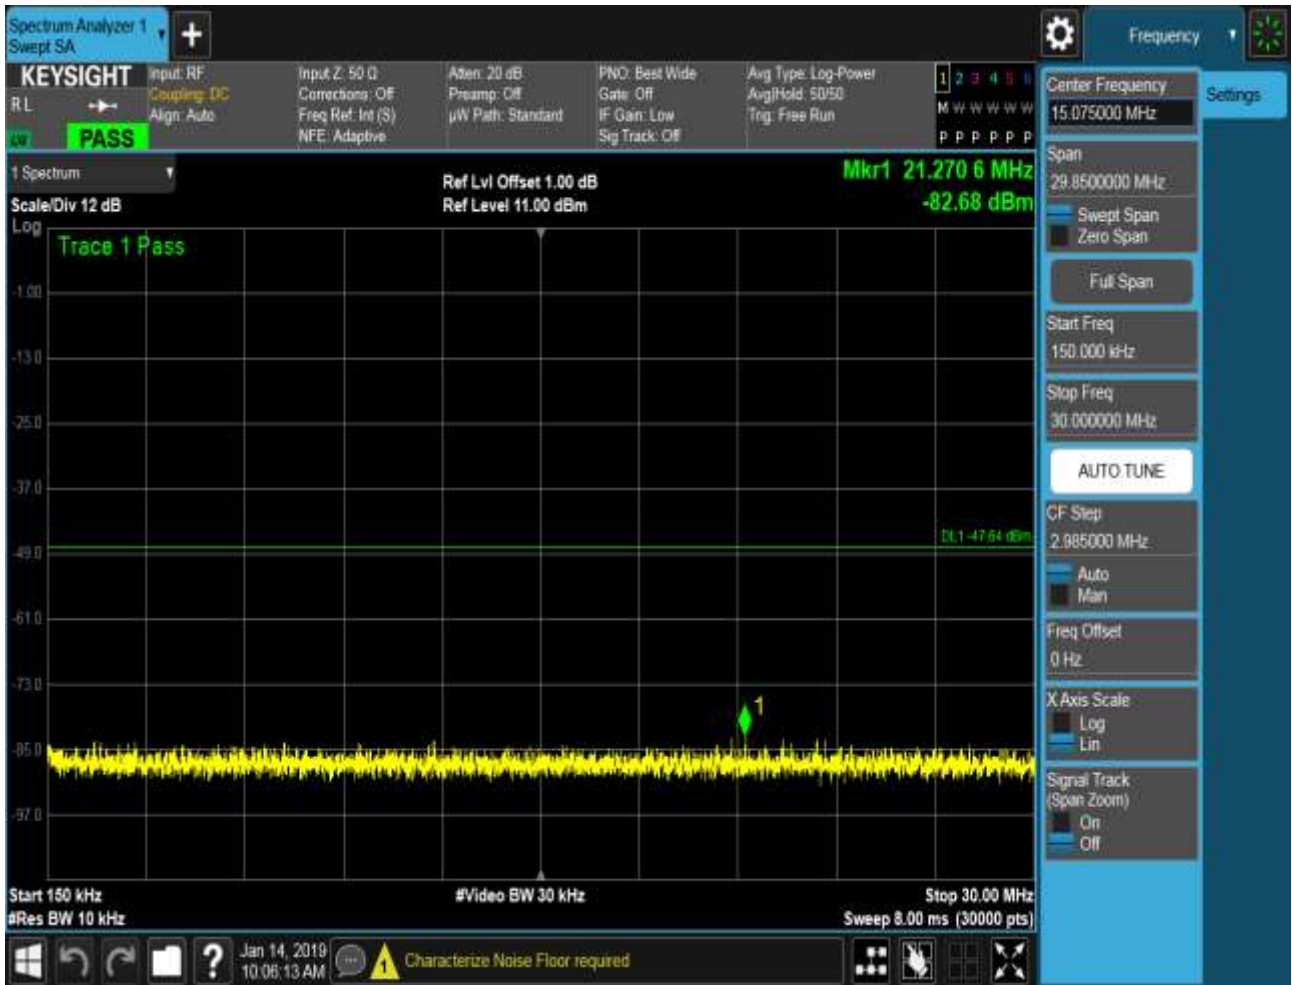 Spectrum Analyzer 1
Swept SA
Frequency
KEYSIGHT
R L
PASS
Input: RF
Coupling: DC
Align: Auto
Input Z: 50 Ω
Corrections: Off
Freq Ref: Int (S)
NFE: Adaptive
Atten: 20 dB
Preamp: Off
µW Path: Standard
PNO: Best Wide
Gate: Off
IF Gain: Low
Sig Track: Off
Avg Type: Log-Power
Avg|Hold: 50/50
Trig: Free Run
1 2 3 4 5 6
M W W W W W
P P P P P P
1 Spectrum
Scale/Div 12 dB
Ref Lvl Offset 1.00 dB
Ref Level 11.00 dBm
Mkr1 21.270 6 MHz
-82.68 dBm
Log
Trace 1 Pass
-1.00
-13.0
-25.0
-37.0
DL1 -47.64 dBm
-49.0
-61.0
-73.0
1
-85.0
-97.0
Start 150 kHz
#Video BW 30 kHz
Stop 30.00 MHz
#Res BW 10 kHz
Sweep 8.00 ms (30000 pts)
Jan 14, 2019
10:06:13 AM
1
Characterize Noise Floor required
Center Frequency
15.075000 MHz
Settings
Span
29.8500000 MHz
Swept Span
Zero Span
Full Span
Start Freq
150.000 kHz
Stop Freq
30.000000 MHz
AUTO TUNE
CF Step
2.985000 MHz
Auto
Man
Freq Offset
0 Hz
X Axis Scale
Log
Lin
Signal Track
(Span Zoom)
On
Off